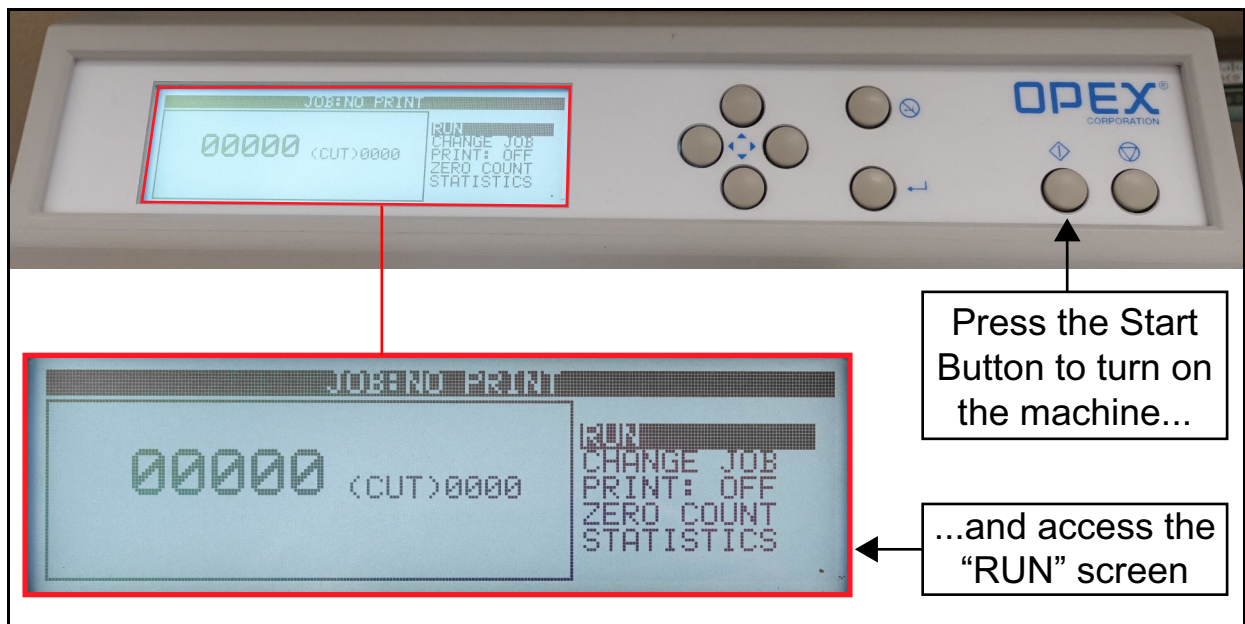 JOB:NO PRINT
00000 (CUT)0000
RUN
CHANGE JOB
PRINT: OFF
ZERO COUNT
STATISTICS
OPEX®
CORPORATION
Press the Start
Button to turn on
the machine...
JOB:NO PRINT
00000 (CUT)0000
RUN
CHANGE JOB
PRINT: OFF
ZERO COUNT
STATISTICS
...and access the
“RUN” screen